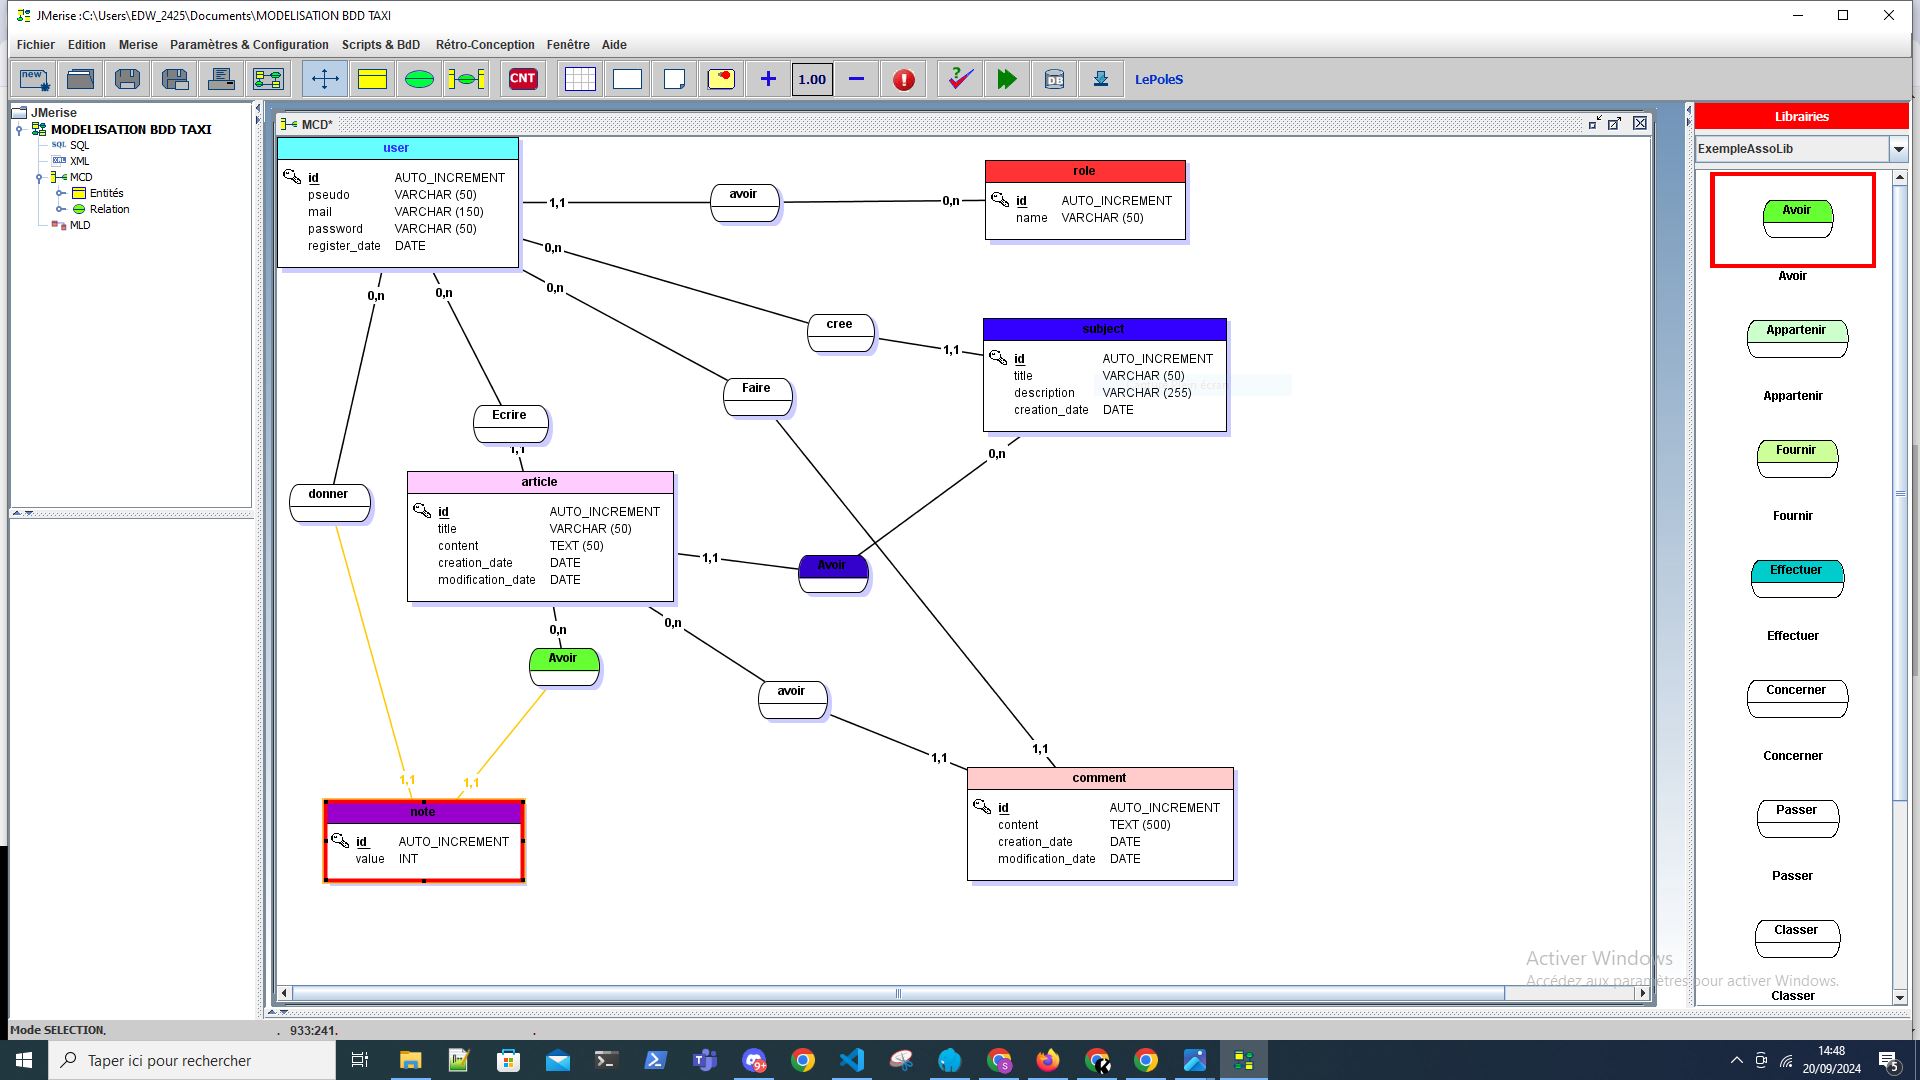 JMerise :C:\Users\EDW_2425\Documents\MODELISATION BDD TAXI
Fichier Edition Merise Paramètres & Configuration Scripts & BdD Rétro-Conception Fenêtre Aide
new CNT 1.00 DB LePoleS
JMerise
MODELISATION BDD TAXI
SQL SQL
XML
MCD
Entités
Relation
MLD
MCD*
user
id AUTO_INCREMENT
pseudo VARCHAR (50)
mail VARCHAR (150)
password VARCHAR (50)
register_date DATE
1,1
avoir
0,n
role
id AUTO_INCREMENT
name VARCHAR (50)
0,n
0,n
0,n
0,n
cree
1,1
subject
id AUTO_INCREMENT
title VARCHAR (50)
description VARCHAR (255)
creation_date DATE
Faire
Ecrire
1,1
0,n
donner
article
id AUTO_INCREMENT
title VARCHAR (50)
content TEXT (50)
creation_date DATE
modification_date DATE
1,1
Avoir
0,n
0,n
Avoir
avoir
1,1
1,1
1,1
1,1
note
id AUTO_INCREMENT
value INT
comment
id AUTO_INCREMENT
content TEXT (500)
creation_date DATE
modification_date DATE
Librairies
ExempleAssoLib
Avoir
Avoir
Appartenir
Appartenir
Fournir
Fournir
Effectuer
Effectuer
Concerner
Concerner
Passer
Passer
Classer
Classer
Activer Windows
Accédez aux paramètres pour activer Windows.
Mode SELECTION. . 933:241. .
Taper ici pour rechercher
9+
14:48
20/09/2024
5